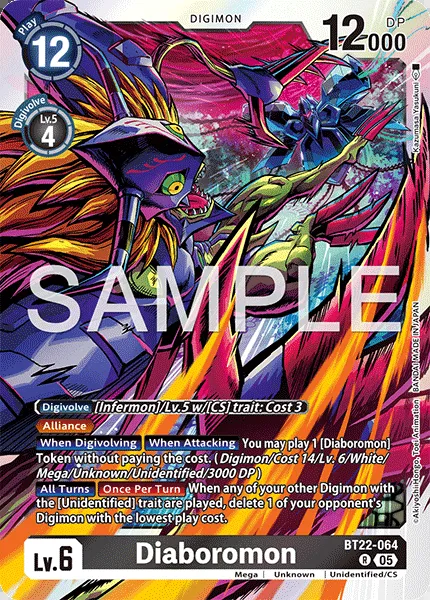 DIGIMON
Play
12
DP
12000
Digivolve
Lv.5
4
Kazumasa Yasukuni
SAMPLE
©Akiyoshi Hongo, Toei Animation BANDAI MADE IN JAPAN
Digivolve [Infermon]/Lv.5 w/[CS] trait: Cost 3
Alliance
When Digivolving When Attacking You may play 1 [Diaboromon]
Token without paying the cost. (Digimon/Cost 14/Lv. 6/White/
Mega/Unknown/Unidentified/3000 DP)
All Turns Once Per Turn When any of your other Digimon with
the [Unidentified] trait are played, delete 1 of your opponent's
Digimon with the lowest play cost.
Lv.6
Diaboromon
BT22-064
R 05
Mega Unknown Unidentified/CS